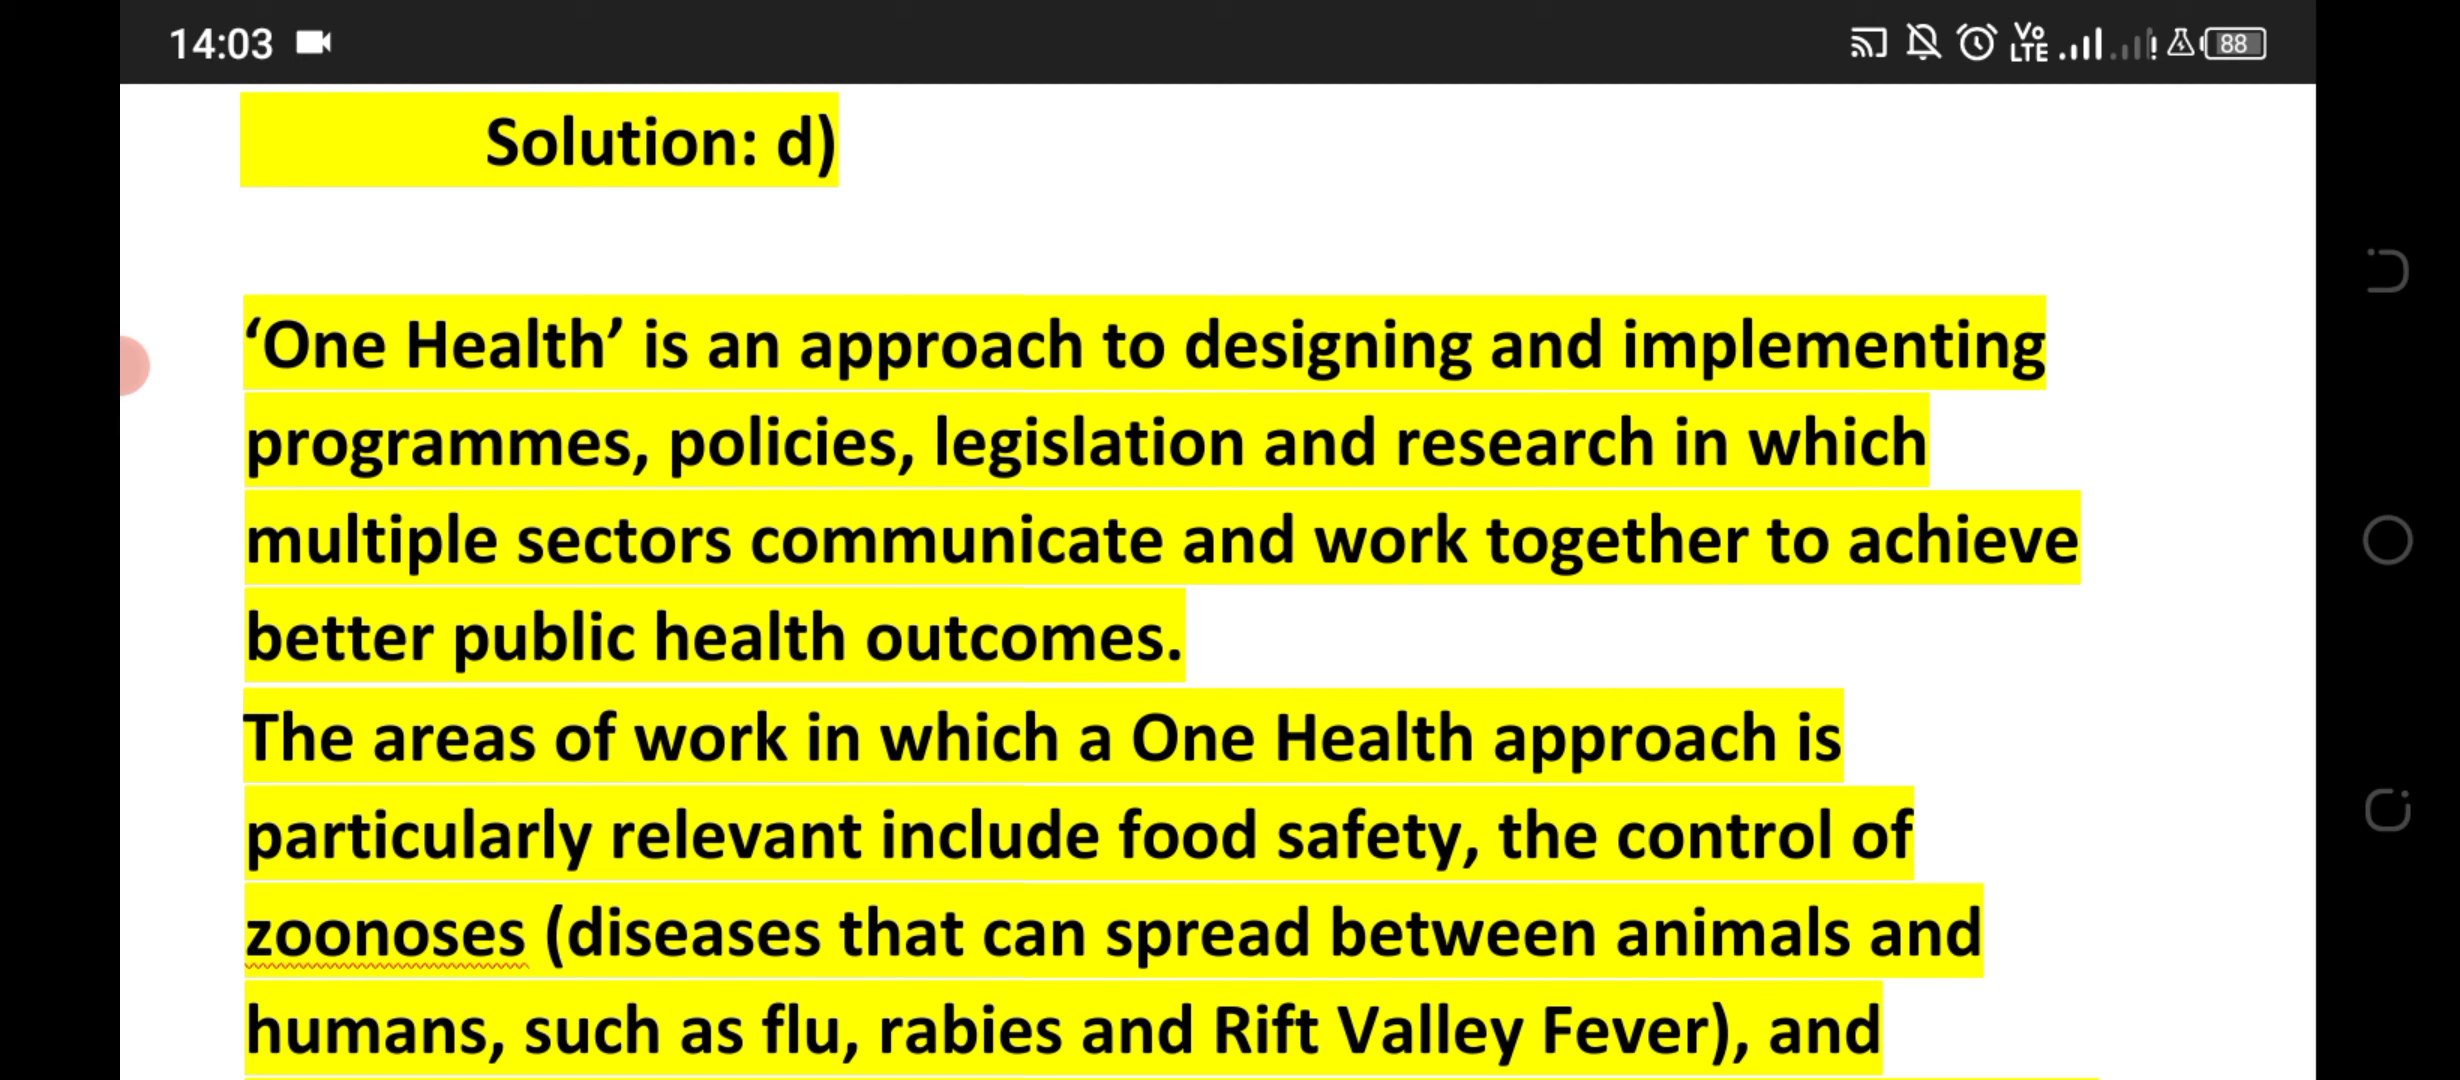 14:03
Vo
LTE
88
Solution: d)
‘One Health’ is an approach to designing and implementing
programmes, policies, legislation and research in which
multiple sectors communicate and work together to achieve
better public health outcomes.
The areas of work in which a One Health approach is
particularly relevant include food safety, the control of
zoonoses (diseases that can spread between animals and
humans, such as flu, rabies and Rift Valley Fever), and